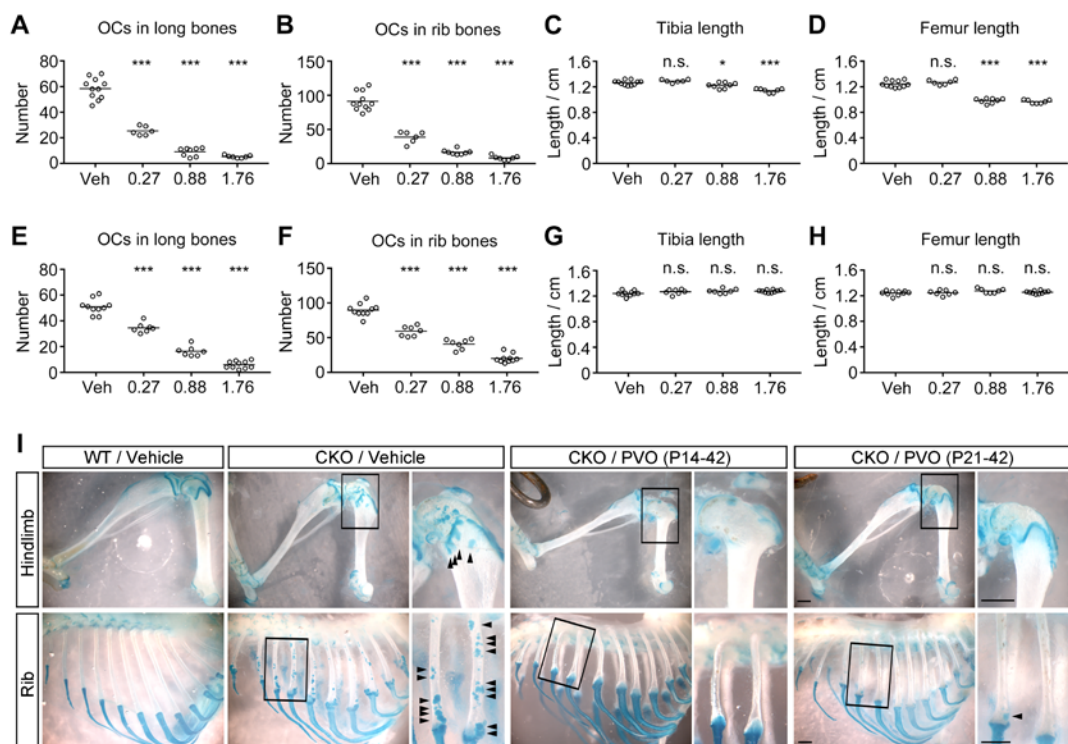 A OCs in long bones
B OCs in rib bones
C Tibia length
D Femur length
Number
80
60
40
20
0
*** *** ***
Veh 0.27 0.88 1.76
Number
150
100
50
0
*** *** ***
Veh 0.27 0.88 1.76
Length / cm
1.6
1.2
0.8
0.4
0
n.s. * ***
Veh 0.27 0.88 1.76
Length / cm
1.6
1.2
0.8
0.4
0
n.s. *** ***
Veh 0.27 0.88 1.76
E OCs in long bones
F OCs in rib bones
G Tibia length
H Femur length
Number
80
60
40
20
0
*** *** ***
Veh 0.27 0.88 1.76
Number
150
100
50
0
*** *** ***
Veh 0.27 0.88 1.76
Length / cm
1.6
1.2
0.8
0.4
0
n.s. n.s. n.s.
Veh 0.27 0.88 1.76
Length / cm
1.6
1.2
0.8
0.4
0
n.s. n.s. n.s.
Veh 0.27 0.88 1.76
I
WT / Vehicle
CKO / Vehicle
CKO / PVO (P14-42)
CKO / PVO (P21-42)
Hindlimb
Rib